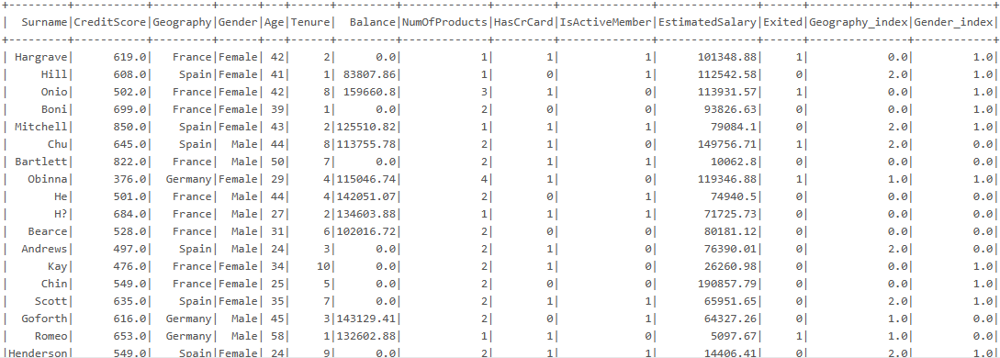 +---------+-----------+---------+------+---+------+---------+-------------+---------+--------------+---------------+------+---------------+------------+
|  Surname|CreditScore|Geography|Gender|Age|Tenure|  Balance|NumOfProducts|HasCrCard|IsActiveMember|EstimatedSalary|Exited|Geography_index|Gender_index|
+---------+-----------+---------+------+---+------+---------+-------------+---------+--------------+---------------+------+---------------+------------+
| Hargrave|      619.0|   France|Female| 42|     2|      0.0|            1|        1|             1|      101348.88|     1|            0.0|         1.0|
|     Hill|      608.0|    Spain|Female| 41|     1| 83807.86|            1|        0|             1|      112542.58|     0|            2.0|         1.0|
|     Onio|      502.0|   France|Female| 42|     8| 159660.8|            3|        1|             0|      113931.57|     1|            0.0|         1.0|
|     Boni|      699.0|   France|Female| 39|     1|      0.0|            2|        0|             0|       93826.63|     0|            0.0|         1.0|
| Mitchell|      850.0|    Spain|Female| 43|     2|125510.82|            1|        1|             1|        79084.1|     0|            2.0|         1.0|
|      Chu|      645.0|    Spain|  Male| 44|     8|113755.78|            2|        1|             0|      149756.71|     1|            2.0|         0.0|
| Bartlett|      822.0|   France|  Male| 50|     7|      0.0|            2|        1|             1|        10062.8|     0|            0.0|         0.0|
|   Obinna|      376.0|  Germany|Female| 29|     4|115046.74|            4|        1|             0|      119346.88|     1|            1.0|         1.0|
|       He|      501.0|   France|  Male| 44|     4|142051.07|            2|        0|             1|        74940.5|     0|            0.0|         0.0|
|       H?|      684.0|   France|  Male| 27|     2|134603.88|            1|        1|             1|       71725.73|     0|            0.0|         0.0|
|   Bearce|      528.0|   France|  Male| 31|     6|102016.72|            2|        0|             0|       80181.12|     0|            0.0|         0.0|
|  Andrews|      497.0|    Spain|  Male| 24|     3|      0.0|            2|        1|             0|       76390.01|     0|            2.0|         0.0|
|      Kay|      476.0|   France|Female| 34|    10|      0.0|            2|        1|             0|       26260.98|     0|            0.0|         1.0|
|     Chin|      549.0|   France|Female| 25|     5|      0.0|            2|        0|             0|      190857.79|     0|            0.0|         1.0|
|    Scott|      635.0|    Spain|Female| 35|     7|      0.0|            2|        1|             1|       65951.65|     0|            2.0|         1.0|
|  Goforth|      616.0|  Germany|  Male| 45|     3|143129.41|            2|        0|             1|       64327.26|     0|            1.0|         0.0|
|    Romeo|      653.0|  Germany|  Male| 58|     1|132602.88|            1|        1|             0|        5097.67|     1|            1.0|         0.0|
|Henderson|      549.0|    Spain|Female| 24|     9|      0.0|            2|        1|             1|       14406.41|     0|            2.0|         1.0|